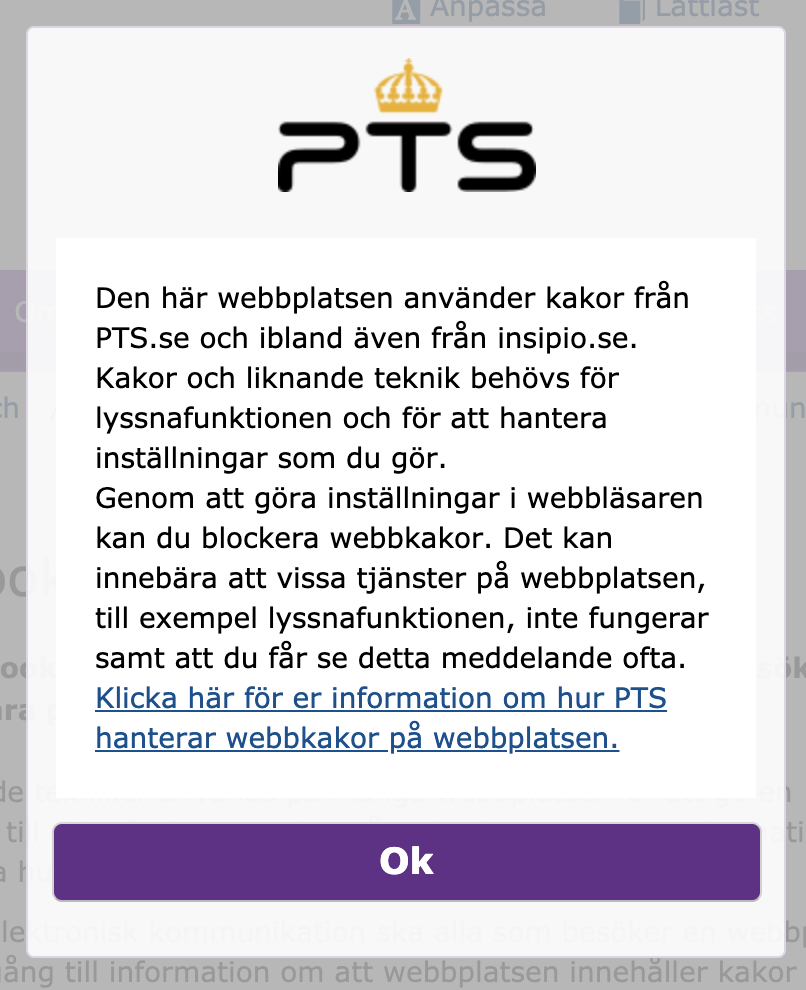 Anpassa Lättläst
PTS
Den här webbplatsen använder kakor från
PTS.se och ibland även från insipio.se.
Kakor och liknande teknik behövs för
lyssnafunktionen och för att hantera
inställningar som du gör.
Genom att göra inställningar i webbläsaren
kan du blockera webbkakor. Det kan
innebära att vissa tjänster på webbplatsen,
till exempel lyssnafunktionen, inte fungerar
samt att du får se detta meddelande ofta.
Klicka här för er information om hur PTS
hanterar webbkakor på webbplatsen.
Ok
lektronisk kommunikation ska alla som besöker en webbp
ång till information om att webbplatsen innehåller kakor